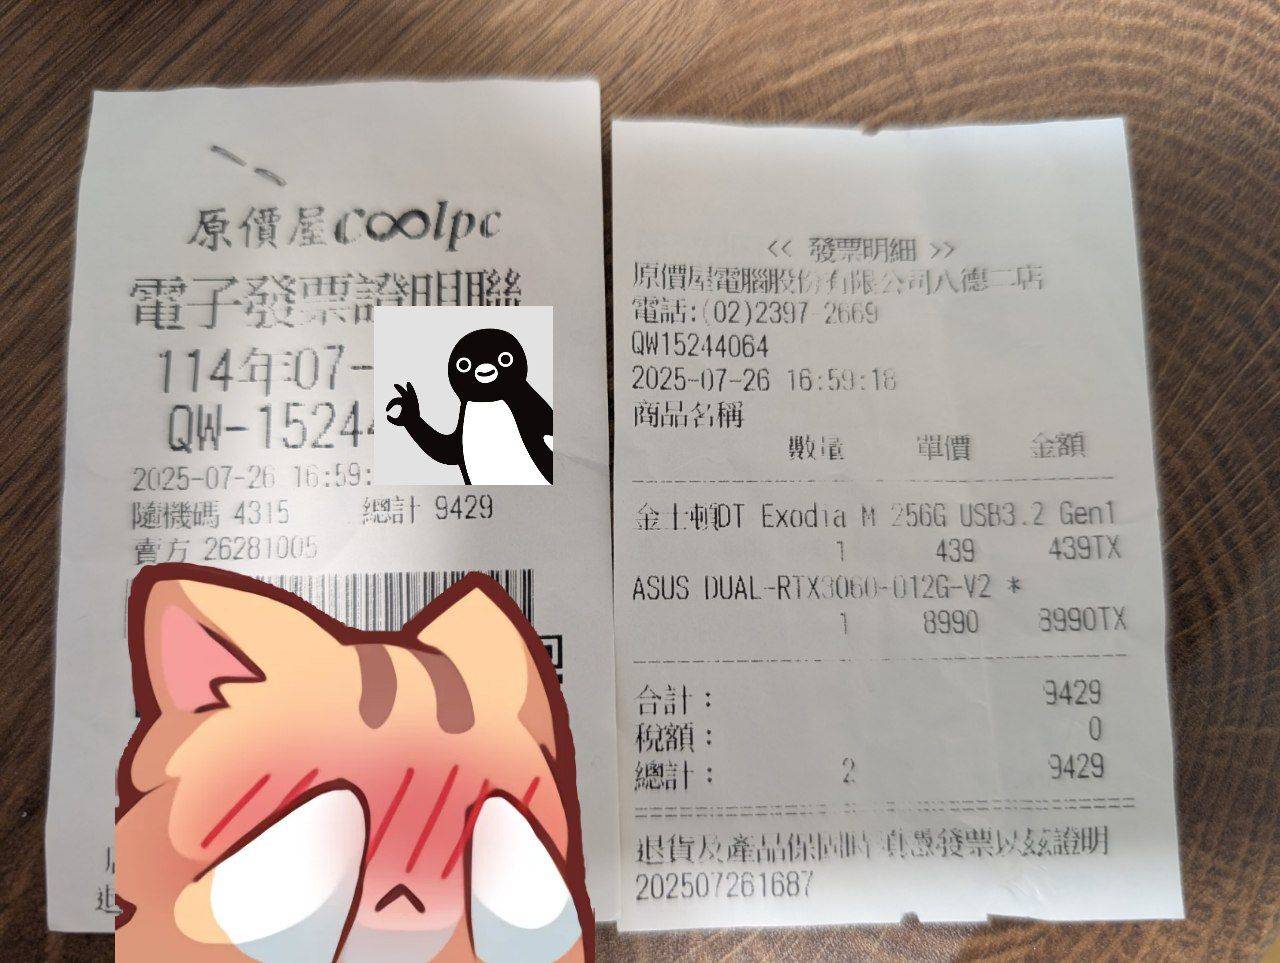 原價屋coolpc
電子發票證明聯
114年07-
QW-15244
2025-07-26 16:59:
隨機碼 4315 總計 9429
賣方 26281005
<< 發票明細 >>
原價屋電腦股份有限公司八德二店
電話:(02)2397-2669
QW15244064
2025-07-26 16:59:18
商品名稱
數量 單價 金額
金士頓DT Exodia M 256G USB3.2 Gen1
1 439 439TX
ASUS DUAL-RTX3060-O12G-V2 *
1 8990 8990TX
合計: 9429
稅額: 0
總計: 2 9429
退貨及產品保固時 真憑發票以茲證明
202507261687